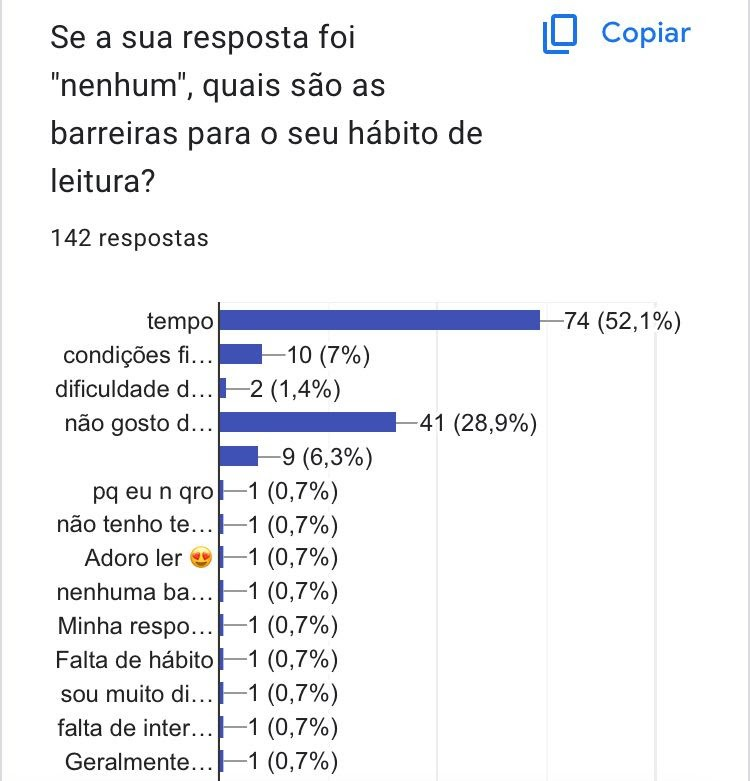 Se a sua resposta foi
"nenhum", quais são as
barreiras para o seu hábito de
leitura?
Copiar
142 respostas
tempo 74 (52,1%)
condições fi... 10 (7%)
dificuldade d... 2 (1,4%)
não gosto d... 41 (28,9%)
9 (6,3%)
pq eu n qro 1 (0,7%)
não tenho te... 1 (0,7%)
Adoro ler 😍 1 (0,7%)
nenhuma ba... 1 (0,7%)
Minha respo... 1 (0,7%)
Falta de hábito 1 (0,7%)
sou muito di... 1 (0,7%)
falta de inter... 1 (0,7%)
Geralmente... 1 (0,7%)